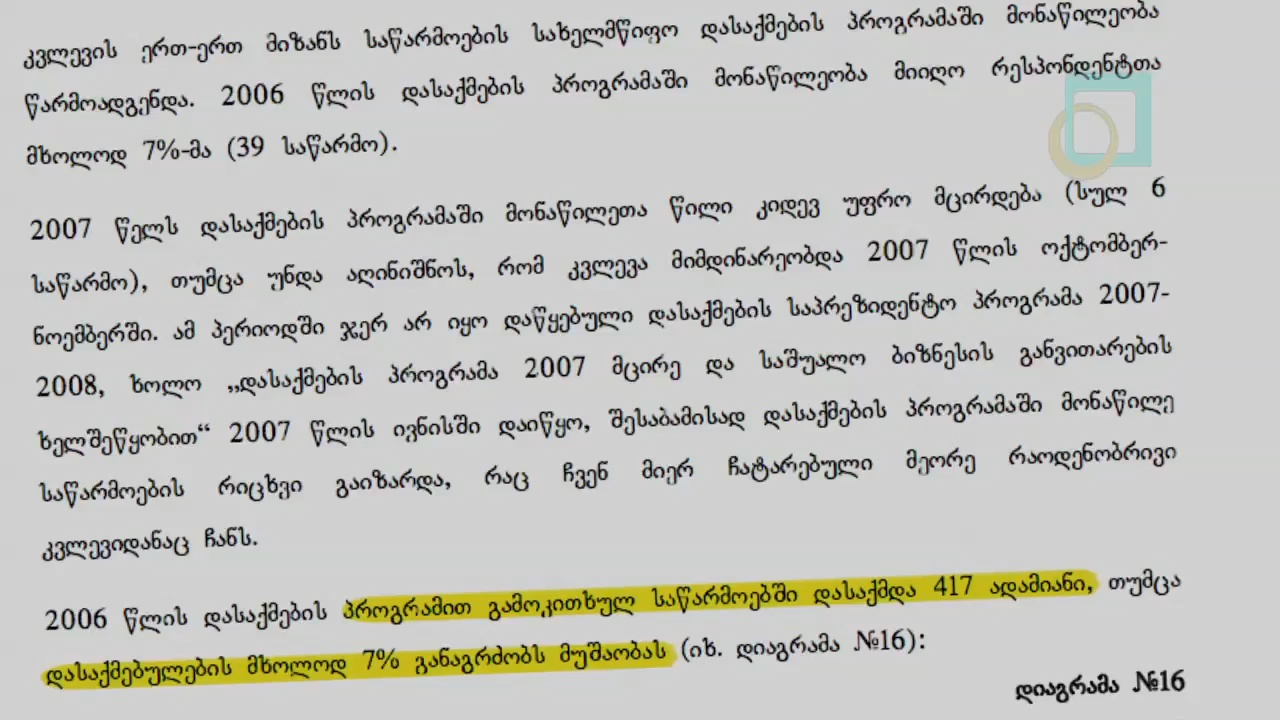 კვლევის ერთ-ერთ მიზანს საწარმოების სახელმწიფო დასაქმების პროგრამაში მონაწილეობა
წარმოადგენდა. 2006 წლის დასაქმების პროგრამაში მონაწილეობა მიიღო რესპონდენტთა
მხოლოდ 7%-მა (39 საწარმო).
2007 წელს დასაქმების პროგრამაში მონაწილეთა წილი კიდევ უფრო მცირდება (სულ 6
საწარმო), თუმცა უნდა აღინიშნოს, რომ კვლევა მიმდინარეობდა 2007 წლის ოქტომბერ-
ნოემბერში. ამ პერიოდში ჯერ არ იყო დაწყებული დასაქმების საპრეზიდენტო პროგრამა 2007-
2008, ხოლო „დასაქმების პროგრამა 2007 მცირე და საშუალო ბიზნესის განვითარების
ხელშეწყობით“ 2007 წლის ივნისში დაიწყო, შესაბამისად დასაქმების პროგრამაში მონაწილე
საწარმოების რიცხვი გაიზარდა, რაც ჩვენ მიერ ჩატარებული მეორე რაოდენობრივი
კვლევიდანაც ჩანს.
2006 წლის დასაქმების პროგრამით გამოკითხულ საწარმოებში დასაქმდა 417 ადამიანი, თუმცა
დასაქმებულების მხოლოდ 7% განაგრძობს მუშაობას (იხ. დიაგრამა №16):
დიაგრამა №16